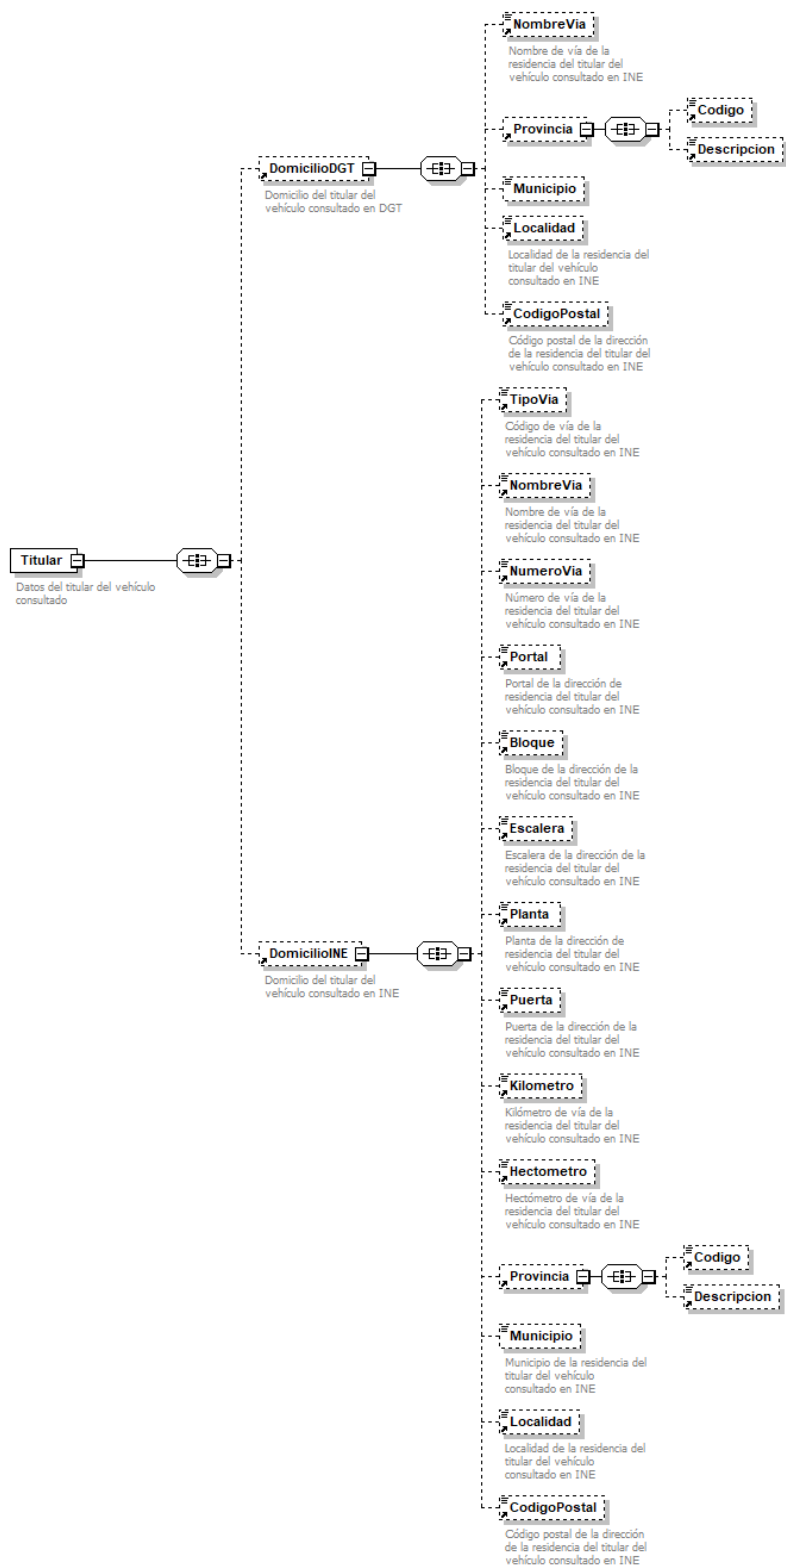 NombreVia
Nombre de vía de la
residencia del titular del
vehículo consultado en INE
Provincia
Codigo
Descripcion
DomicilioDGT
Domicilio del titular del
vehículo consultado en DGT
Municipio
Localidad
Localidad de la residencia del
titular del vehículo
consultado en INE
CodigoPostal
Código postal de la dirección
de la residencia del titular del
vehículo consultado en INE
TipoVia
Código de vía de la
residencia del titular del
vehículo consultado en INE
NombreVia
Nombre de vía de la
residencia del titular del
vehículo consultado en INE
Titular
Datos del titular del vehículo
consultado
NumeroVia
Número de vía de la
residencia del titular del
vehículo consultado en INE
Portal
Portal de la dirección de
residencia del titular del
vehículo consultado en INE
Bloque
Bloque de la dirección de la
residencia del titular del
vehículo consultado en INE
Escalera
Escalera de la dirección de la
residencia del titular del
vehículo consultado en INE
Planta
Planta de la dirección de
residencia del titular del
vehículo consultado en INE
DomicilioINE
Domicilio del titular del
vehículo consultado en INE
Puerta
Puerta de la dirección de la
residencia del titular del
vehículo consultado en INE
Kilometro
Kilómetro de vía de la
residencia del titular del
vehículo consultado en INE
Hectometro
Hectómetro de vía de la
residencia del titular del
vehículo consultado en INE
Provincia
Codigo
Descripcion
Municipio
Municipio de la residencia del
titular del vehículo
consultado en INE
Localidad
Localidad de la residencia del
titular del vehículo
consultado en INE
CodigoPostal
Código postal de la dirección
de la residencia del titular del
vehículo consultado en INE